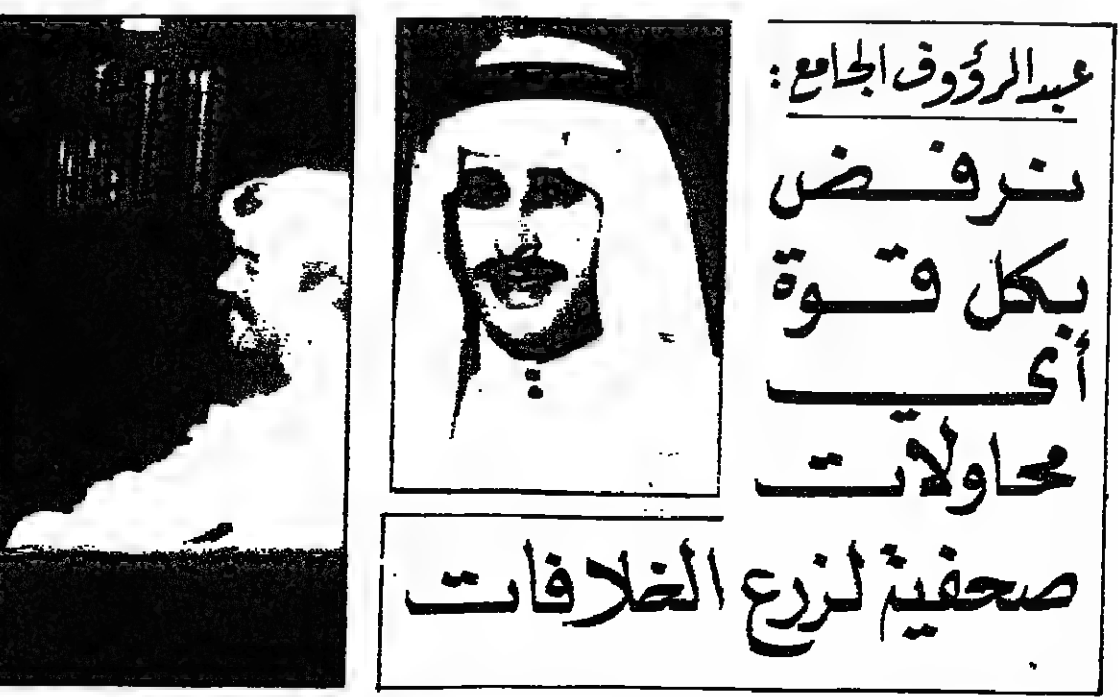 عبدالرؤوف الجامع:
نرفض
بكل قوة
أي
محاولات
صحفية لزرع الخلافات